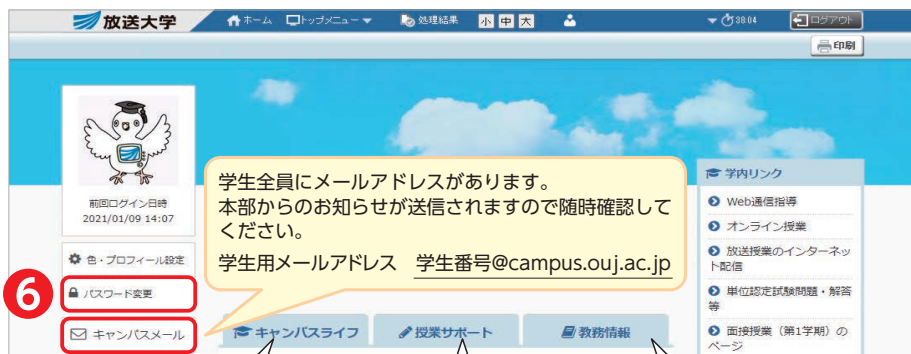 放送大学
ホーム トップメニュー 処理結果 小 中 大 38:04 ログアウト
印刷
前回ログイン日時
2021/01/09 14:07
色・プロフィール設定
6
パスワード変更
キャンパスメール
学生全員にメールアドレスがあります。
本部からのお知らせが送信されますので随時確認して
ください。
学生用メールアドレス 学生番号@campus.ouj.ac.jp
キャンパスライフ 授業サポート 教務情報
学内リンク
Web通信指導
オンライン授業
放送授業のインターネッ
ト配信
単位認定試験問題・解答
等
面接授業（第1学期）の
ページ